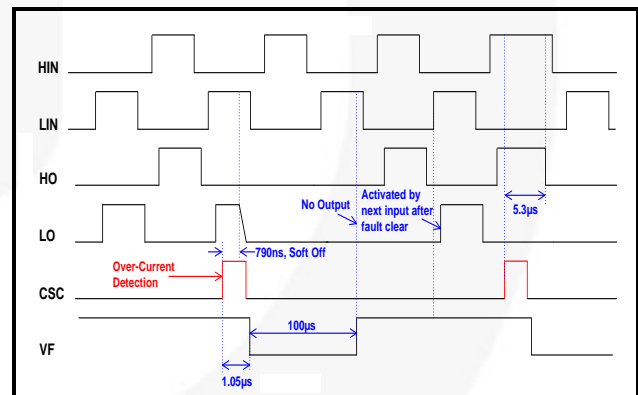 HIN
LIN
HO
No Output
Activated by
next input after
fault clear
5.3µs
LO
790ns, Soft Off
Over-Current
Detection
CSC
100µs
VF
1.05µs